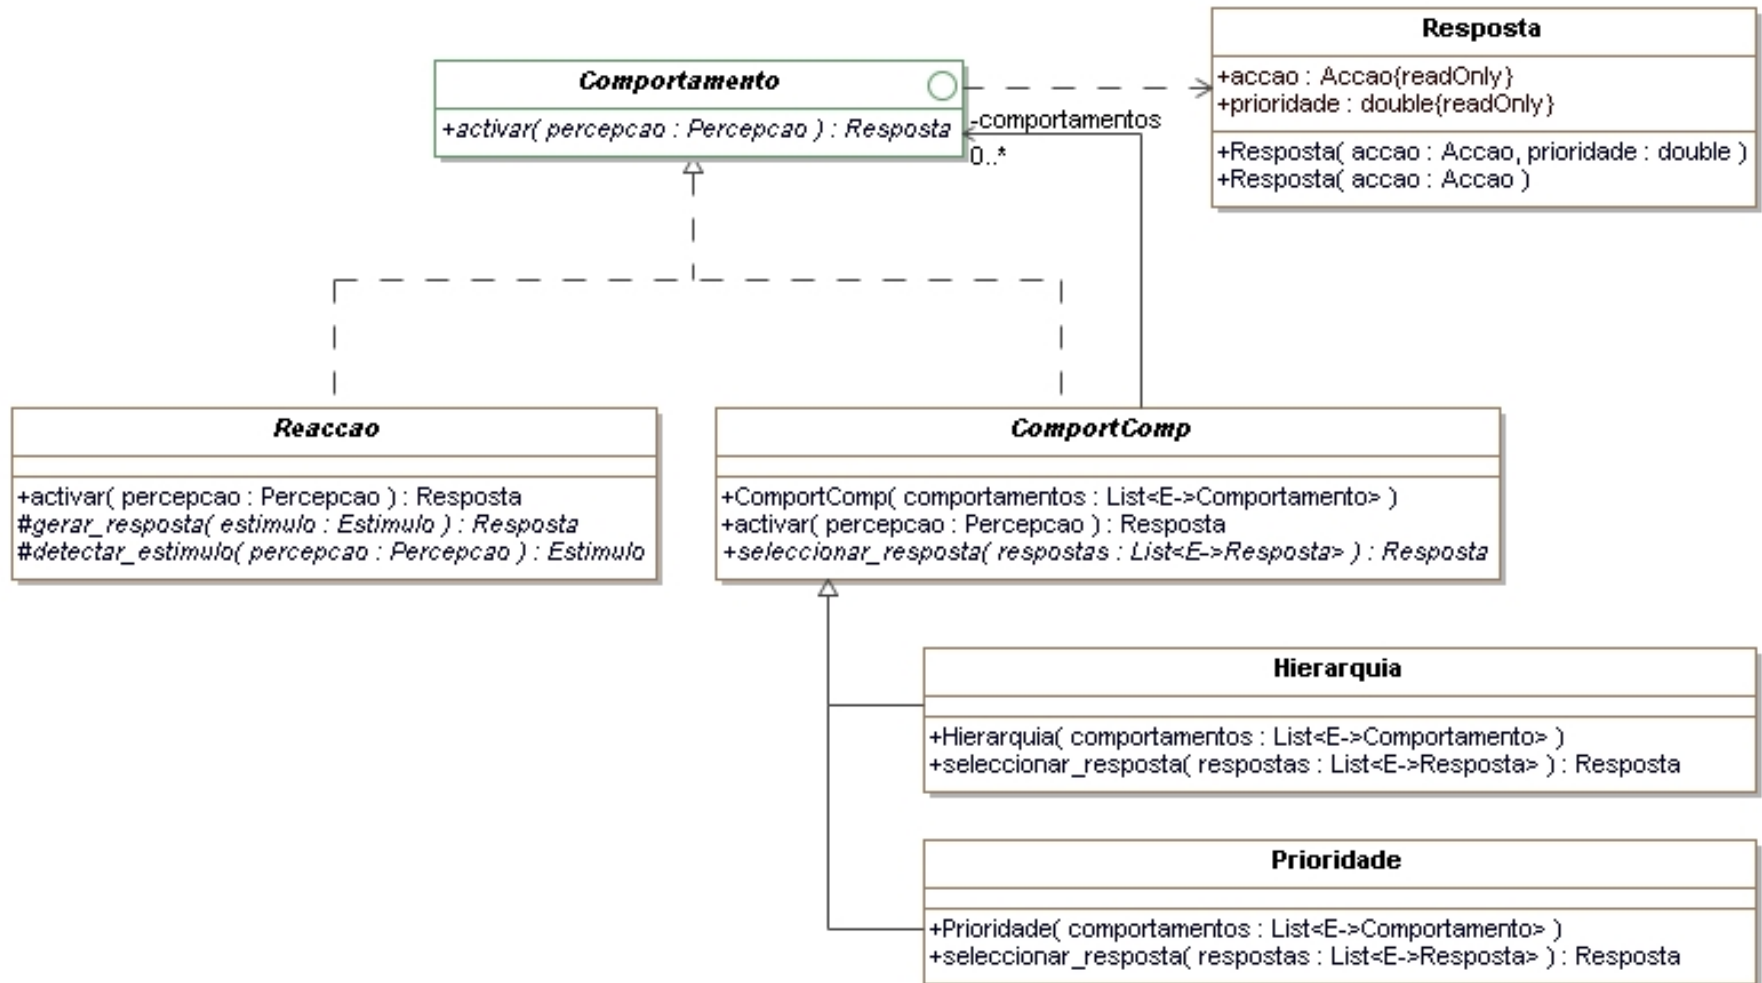 Comportamento
+activar( percepcao : Percepcao ) : Resposta
-comportamentos
0..*
Resposta
+accao : Accao{readOnly}
+prioridade : double{readOnly}
+Resposta( accao : Accao, prioridade : double )
+Resposta( accao : Accao )
Reaccao
+activar( percepcao : Percepcao ) : Resposta
#gerar_resposta( estimulo : Estimulo ) : Resposta
#detectar_estimulo( percepcao : Percepcao ) : Estimulo
ComportComp
+ComportComp( comportamentos : List<E->Comportamento> )
+activar( percepcao : Percepcao ) : Resposta
+seleccionar_resposta( respostas : List<E->Resposta> ) : Resposta
Hierarquia
+Hierarquia( comportamentos : List<E->Comportamento> )
+seleccionar_resposta( respostas : List<E->Resposta> ) : Resposta
Prioridade
+Prioridade( comportamentos : List<E->Comportamento> )
+seleccionar_resposta( respostas : List<E->Resposta> ) : Resposta